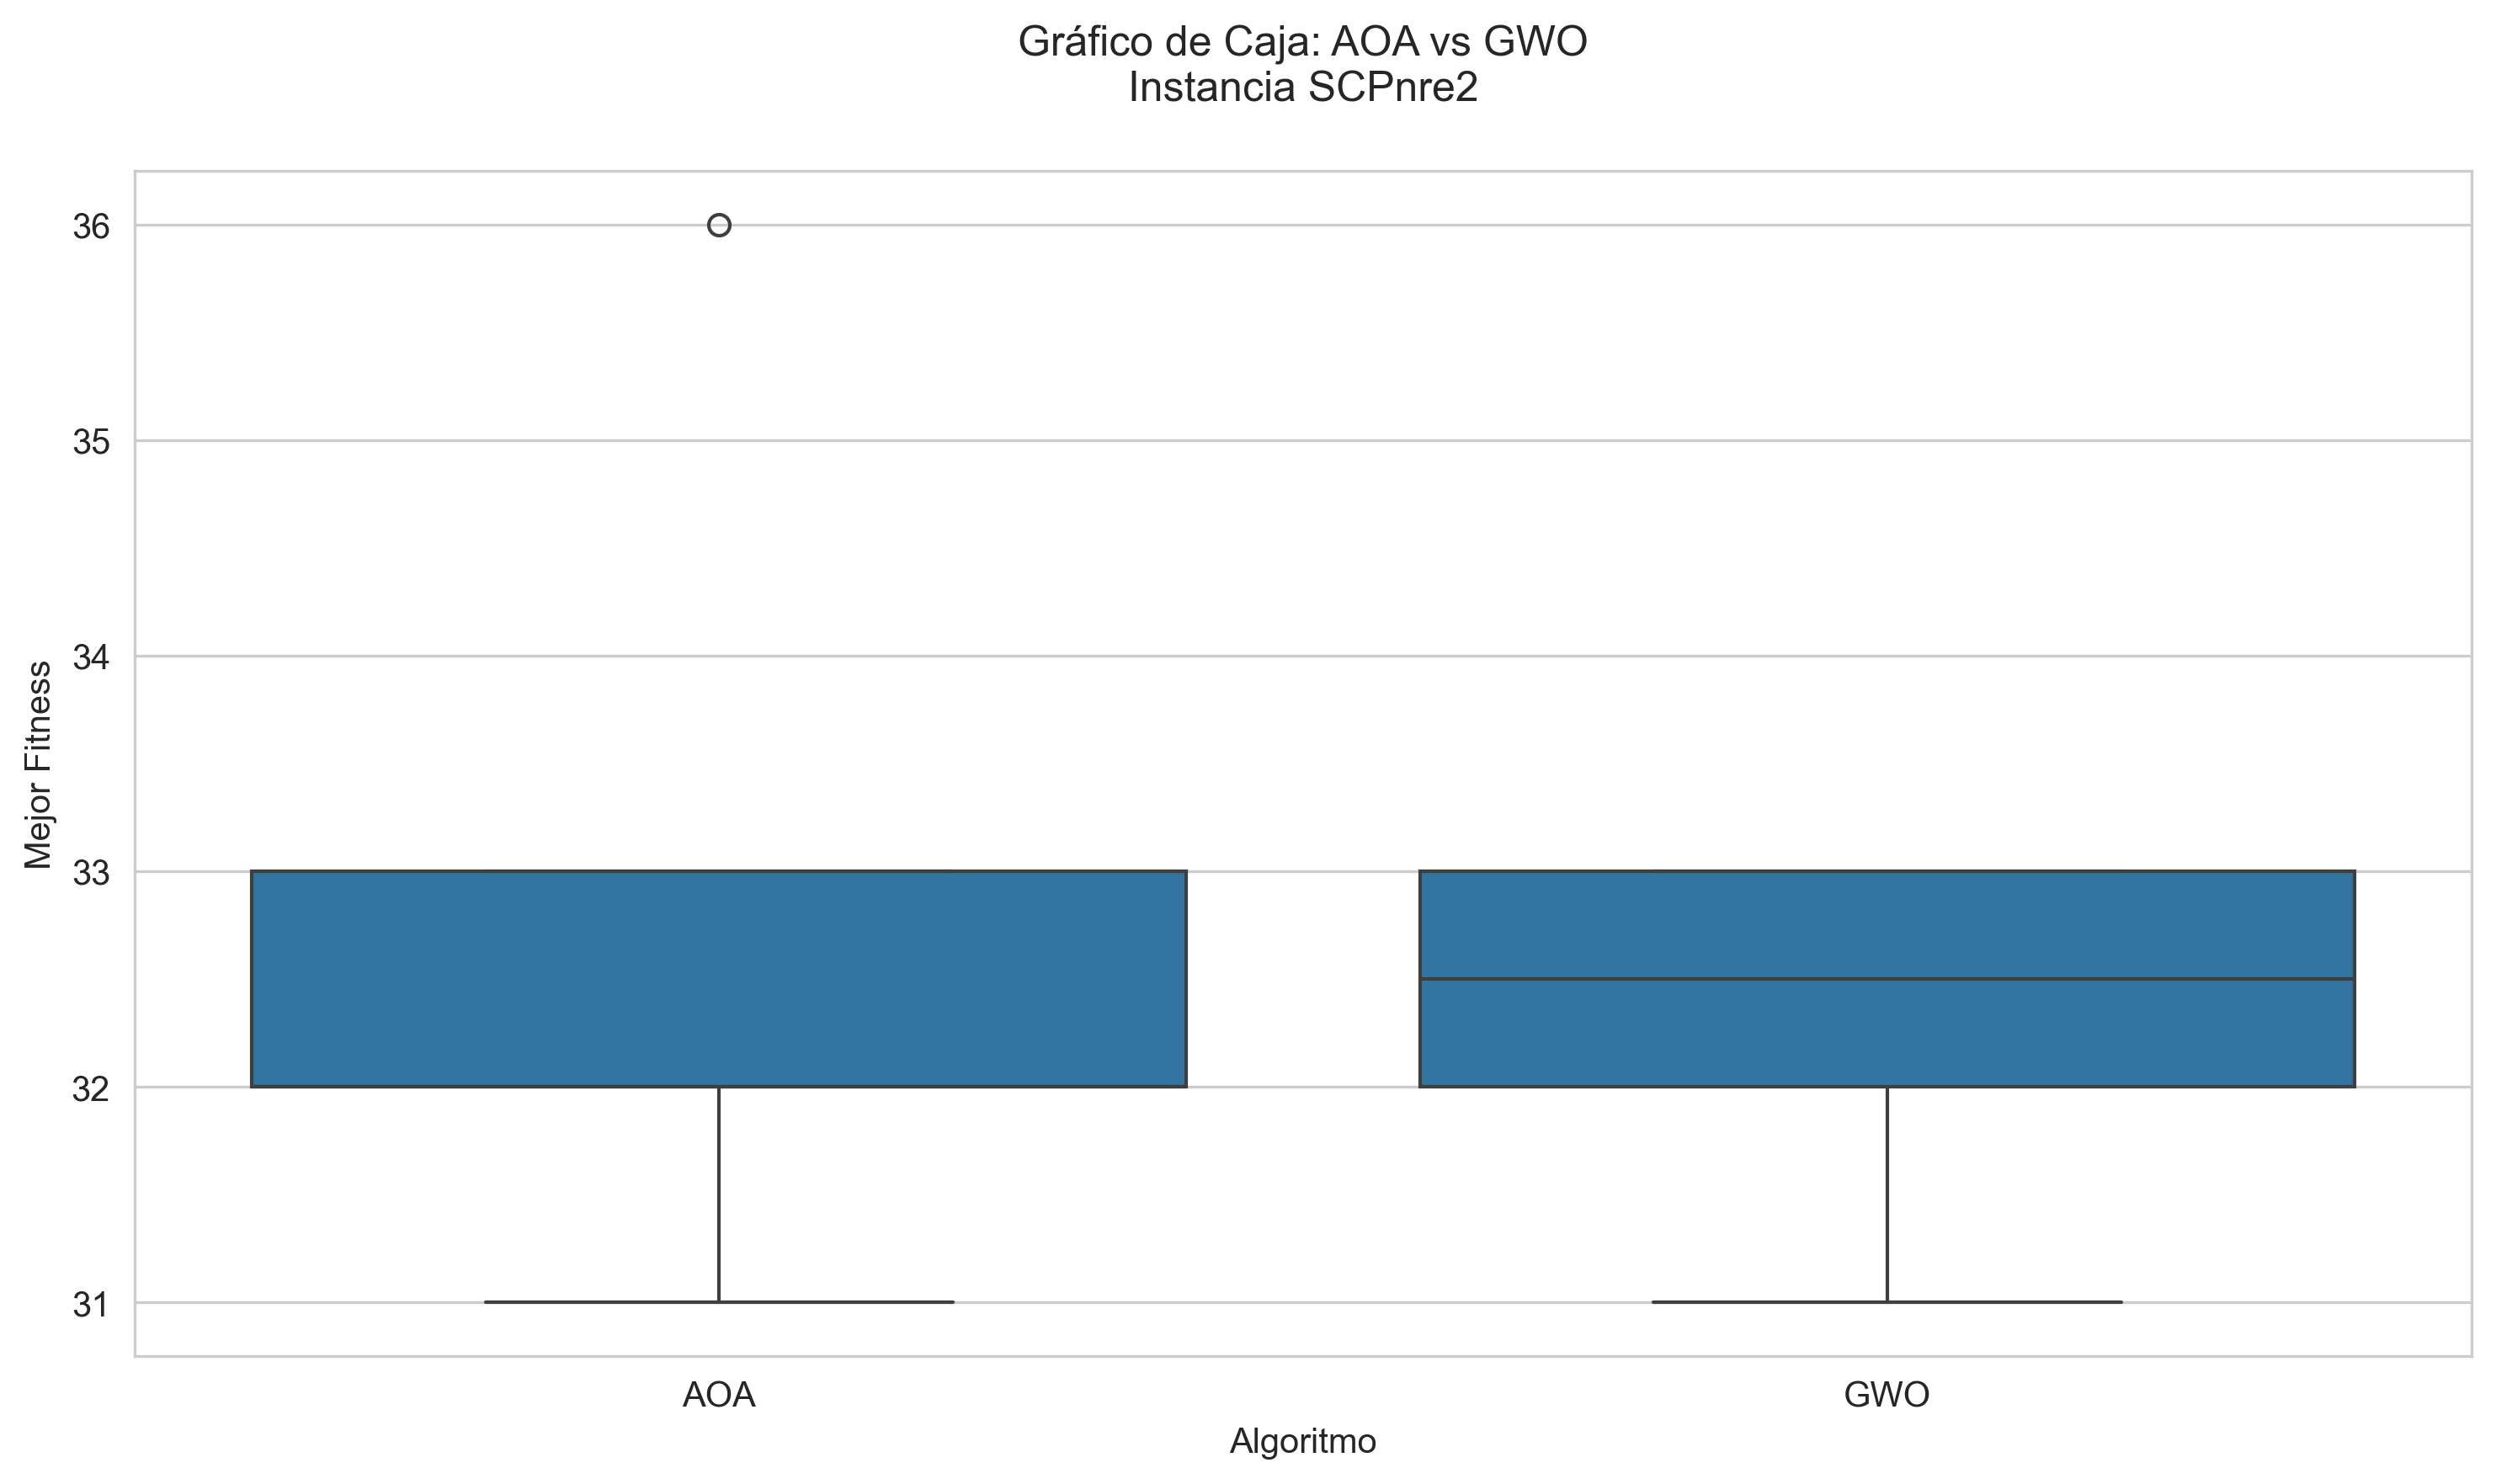 Gráfico de Caja: AOA vs GWO
Instancia SCPnre2
36
35
34
33
32
31
Mejor Fitness
AOA
GWO
Algoritmo